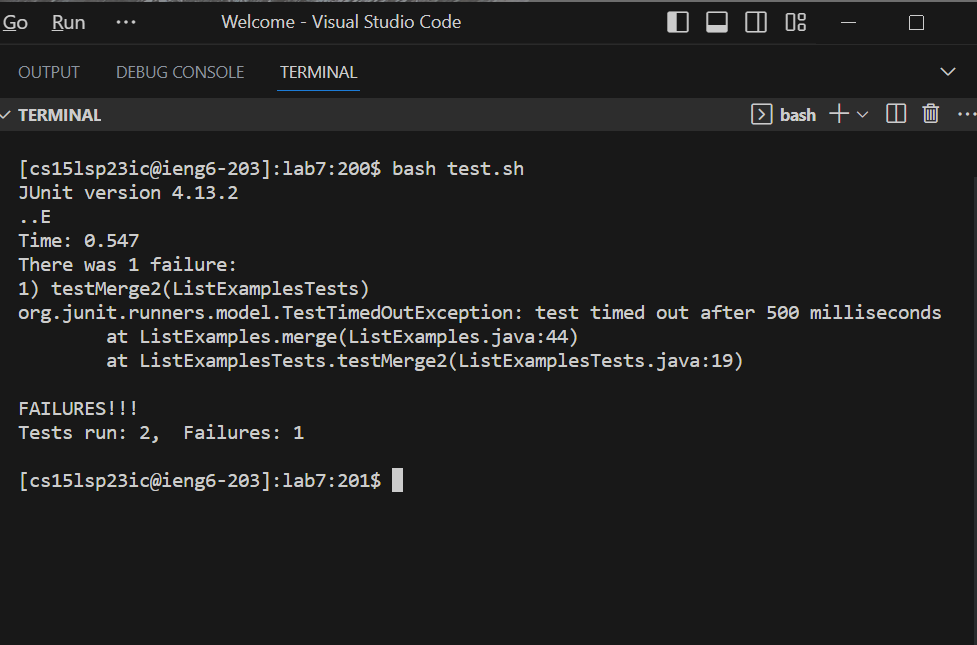 Go Run ··· Welcome - Visual Studio Code
OUTPUT DEBUG CONSOLE TERMINAL
TERMINAL bash
[cs15lsp23ic@ieng6-203]:lab7:200$ bash test.sh
JUnit version 4.13.2
..E
Time: 0.547
There was 1 failure:
1) testMerge2(ListExamplesTests)
org.junit.runners.model.TestTimedOutException: test timed out after 500 milliseconds
at ListExamples.merge(ListExamples.java:44)
at ListExamplesTests.testMerge2(ListExamplesTests.java:19)
FAILURES!!!
Tests run: 2,  Failures: 1
[cs15lsp23ic@ieng6-203]:lab7:201$